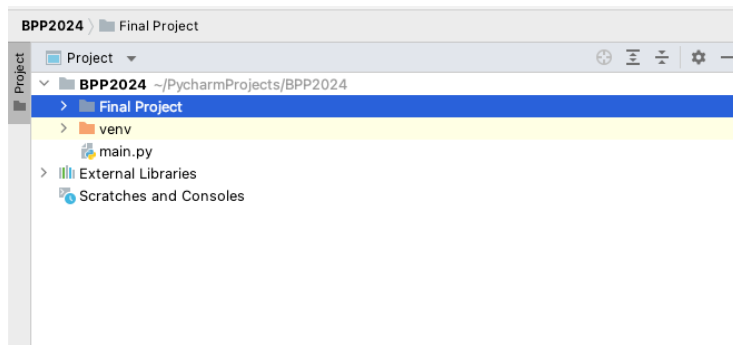 BPP2024 〉 Final Project
Project
Project
BPP2024 ~/PycharmProjects/BPP2024
Final Project
venv
main.py
External Libraries
Scratches and Consoles